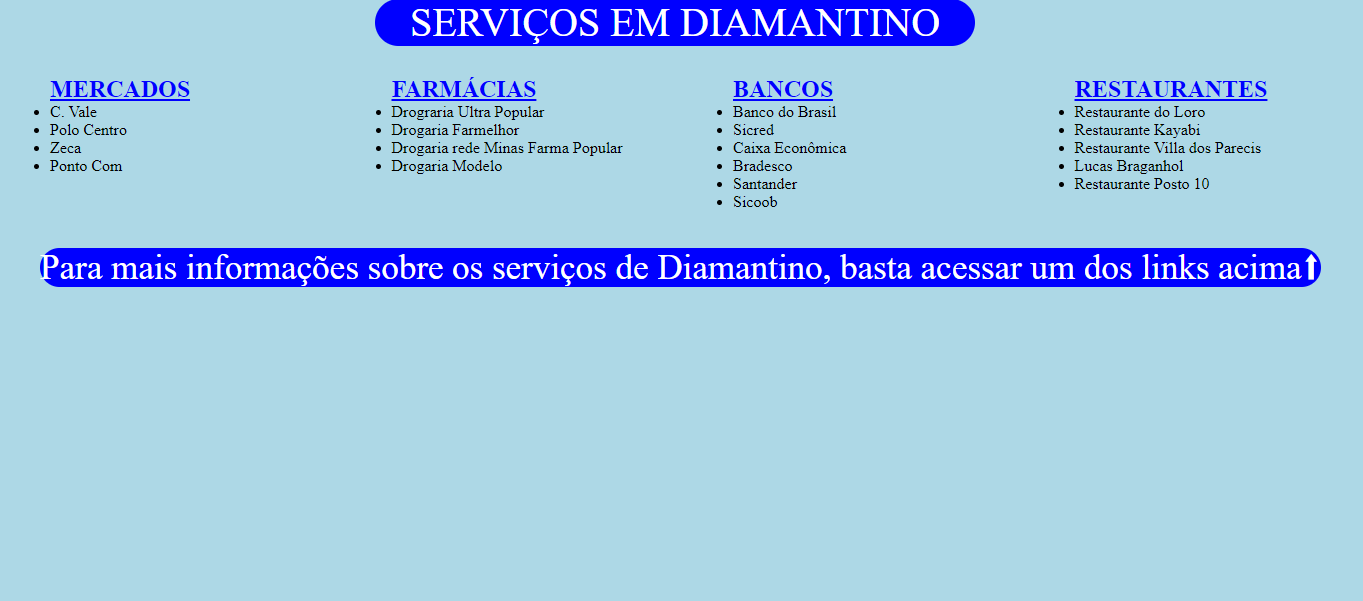 SERVIÇOS EM DIAMANTINO
MERCADOS
C. Vale
Polo Centro
Zeca
Ponto Com
FARMÁCIAS
Drograria Ultra Popular
Drogaria Farmelhor
Drogaria rede Minas Farma Popular
Drogaria Modelo
BANCOS
Banco do Brasil
Sicred
Caixa Econômica
Bradesco
Santander
Sicoob
RESTAURANTES
Restaurante do Loro
Restaurante Kayabi
Restaurante Villa dos Parecis
Lucas Braganhol
Restaurante Posto 10
Para mais informações sobre os serviços de Diamantino, basta acessar um dos links acima⬆